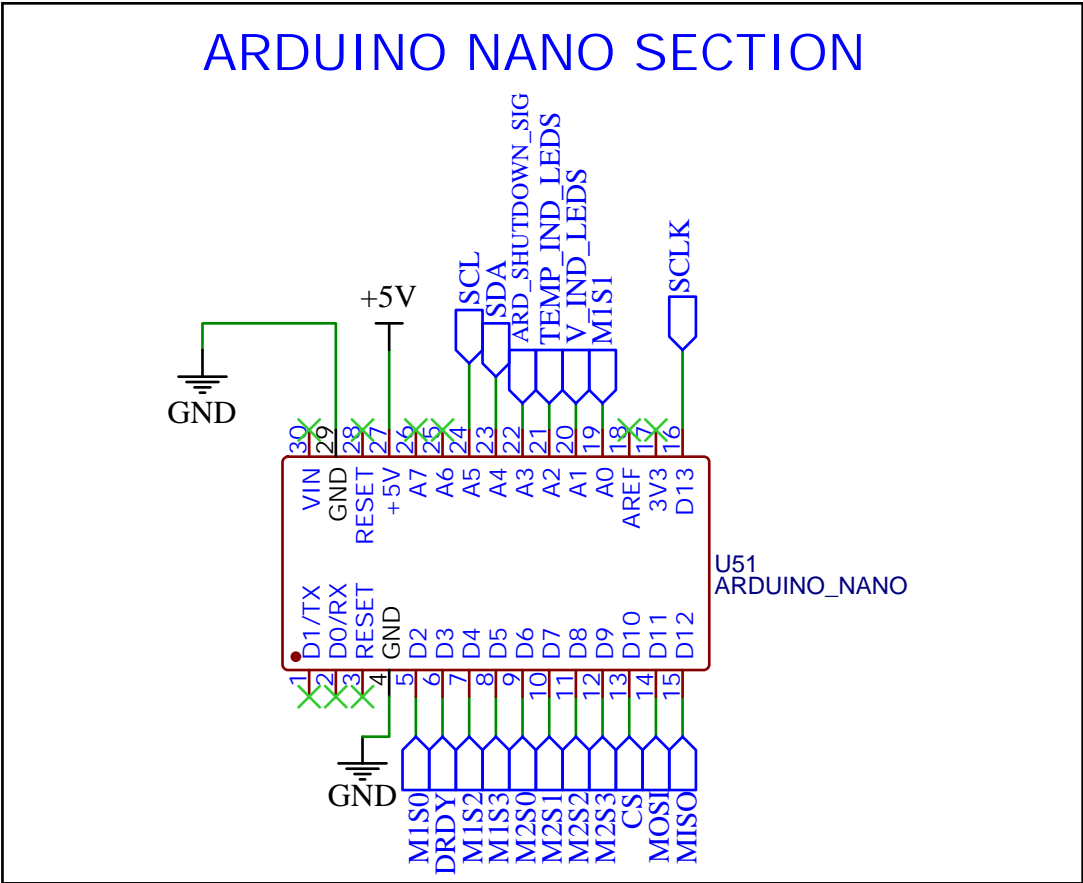 ARDUINO NANO SECTION
SCL
SDA
ARD_SHUTDOWN_SIG
TEMP_IND_LEDS
V_IND_LEDS
M1S1
SCLK
+5V
GND
30
29
28
27
26
25
24
23
22
21
20
19
18
17
16
VIN
GND
RESET
+5V
A7
A6
A5
A4
A3
A2
A1
A0
AREF
3V3
D13
U51
ARDUINO_NANO
D1/TX
D0/RX
RESET
GND
D2
D3
D4
D5
D6
D7
D8
D9
D10
D11
D12
1
2
3
4
5
6
7
8
9
10
11
12
13
14
15
GND
M1S0
DRDY
M1S2
M1S3
M2S0
M2S1
M2S2
M2S3
CS
MOSI
MISO